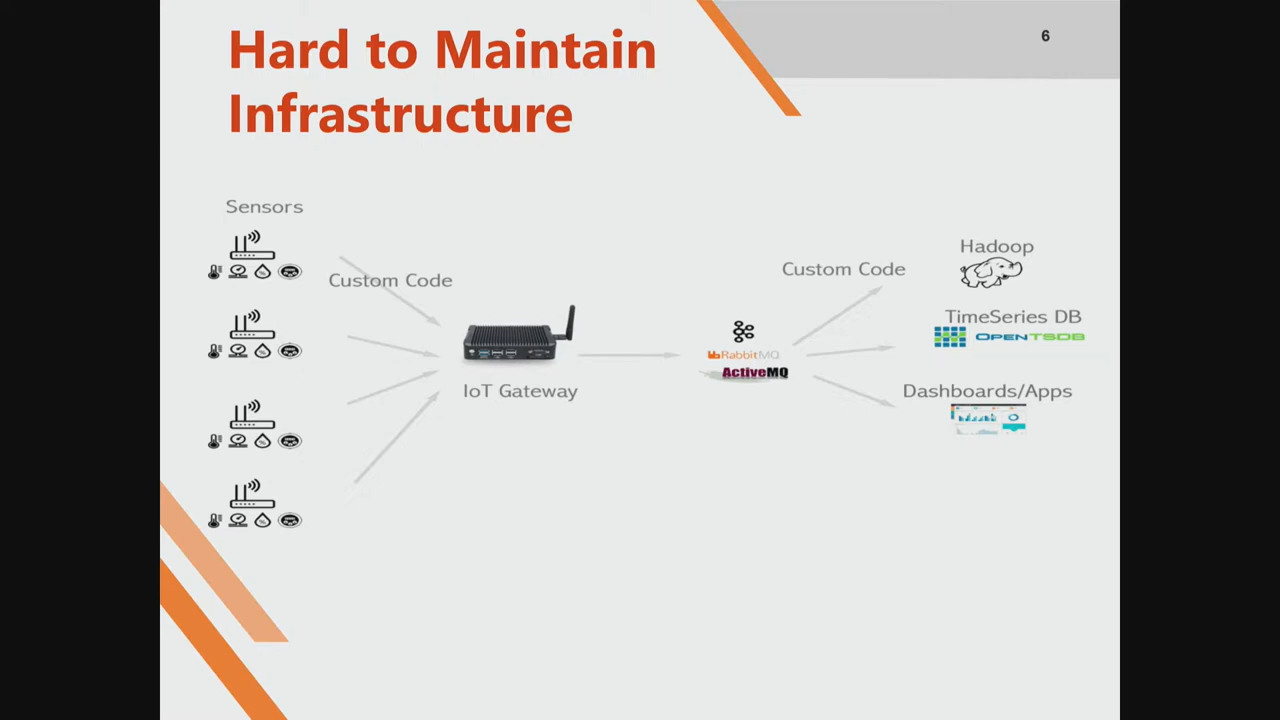 Hard to Maintain
Infrastructure
6
Sensors
Custom Code
IoT Gateway
RabbitMQ
ActiveMQ
Custom Code
Hadoop
TimeSeries DB
OPENTSDB
Dashboards/Apps